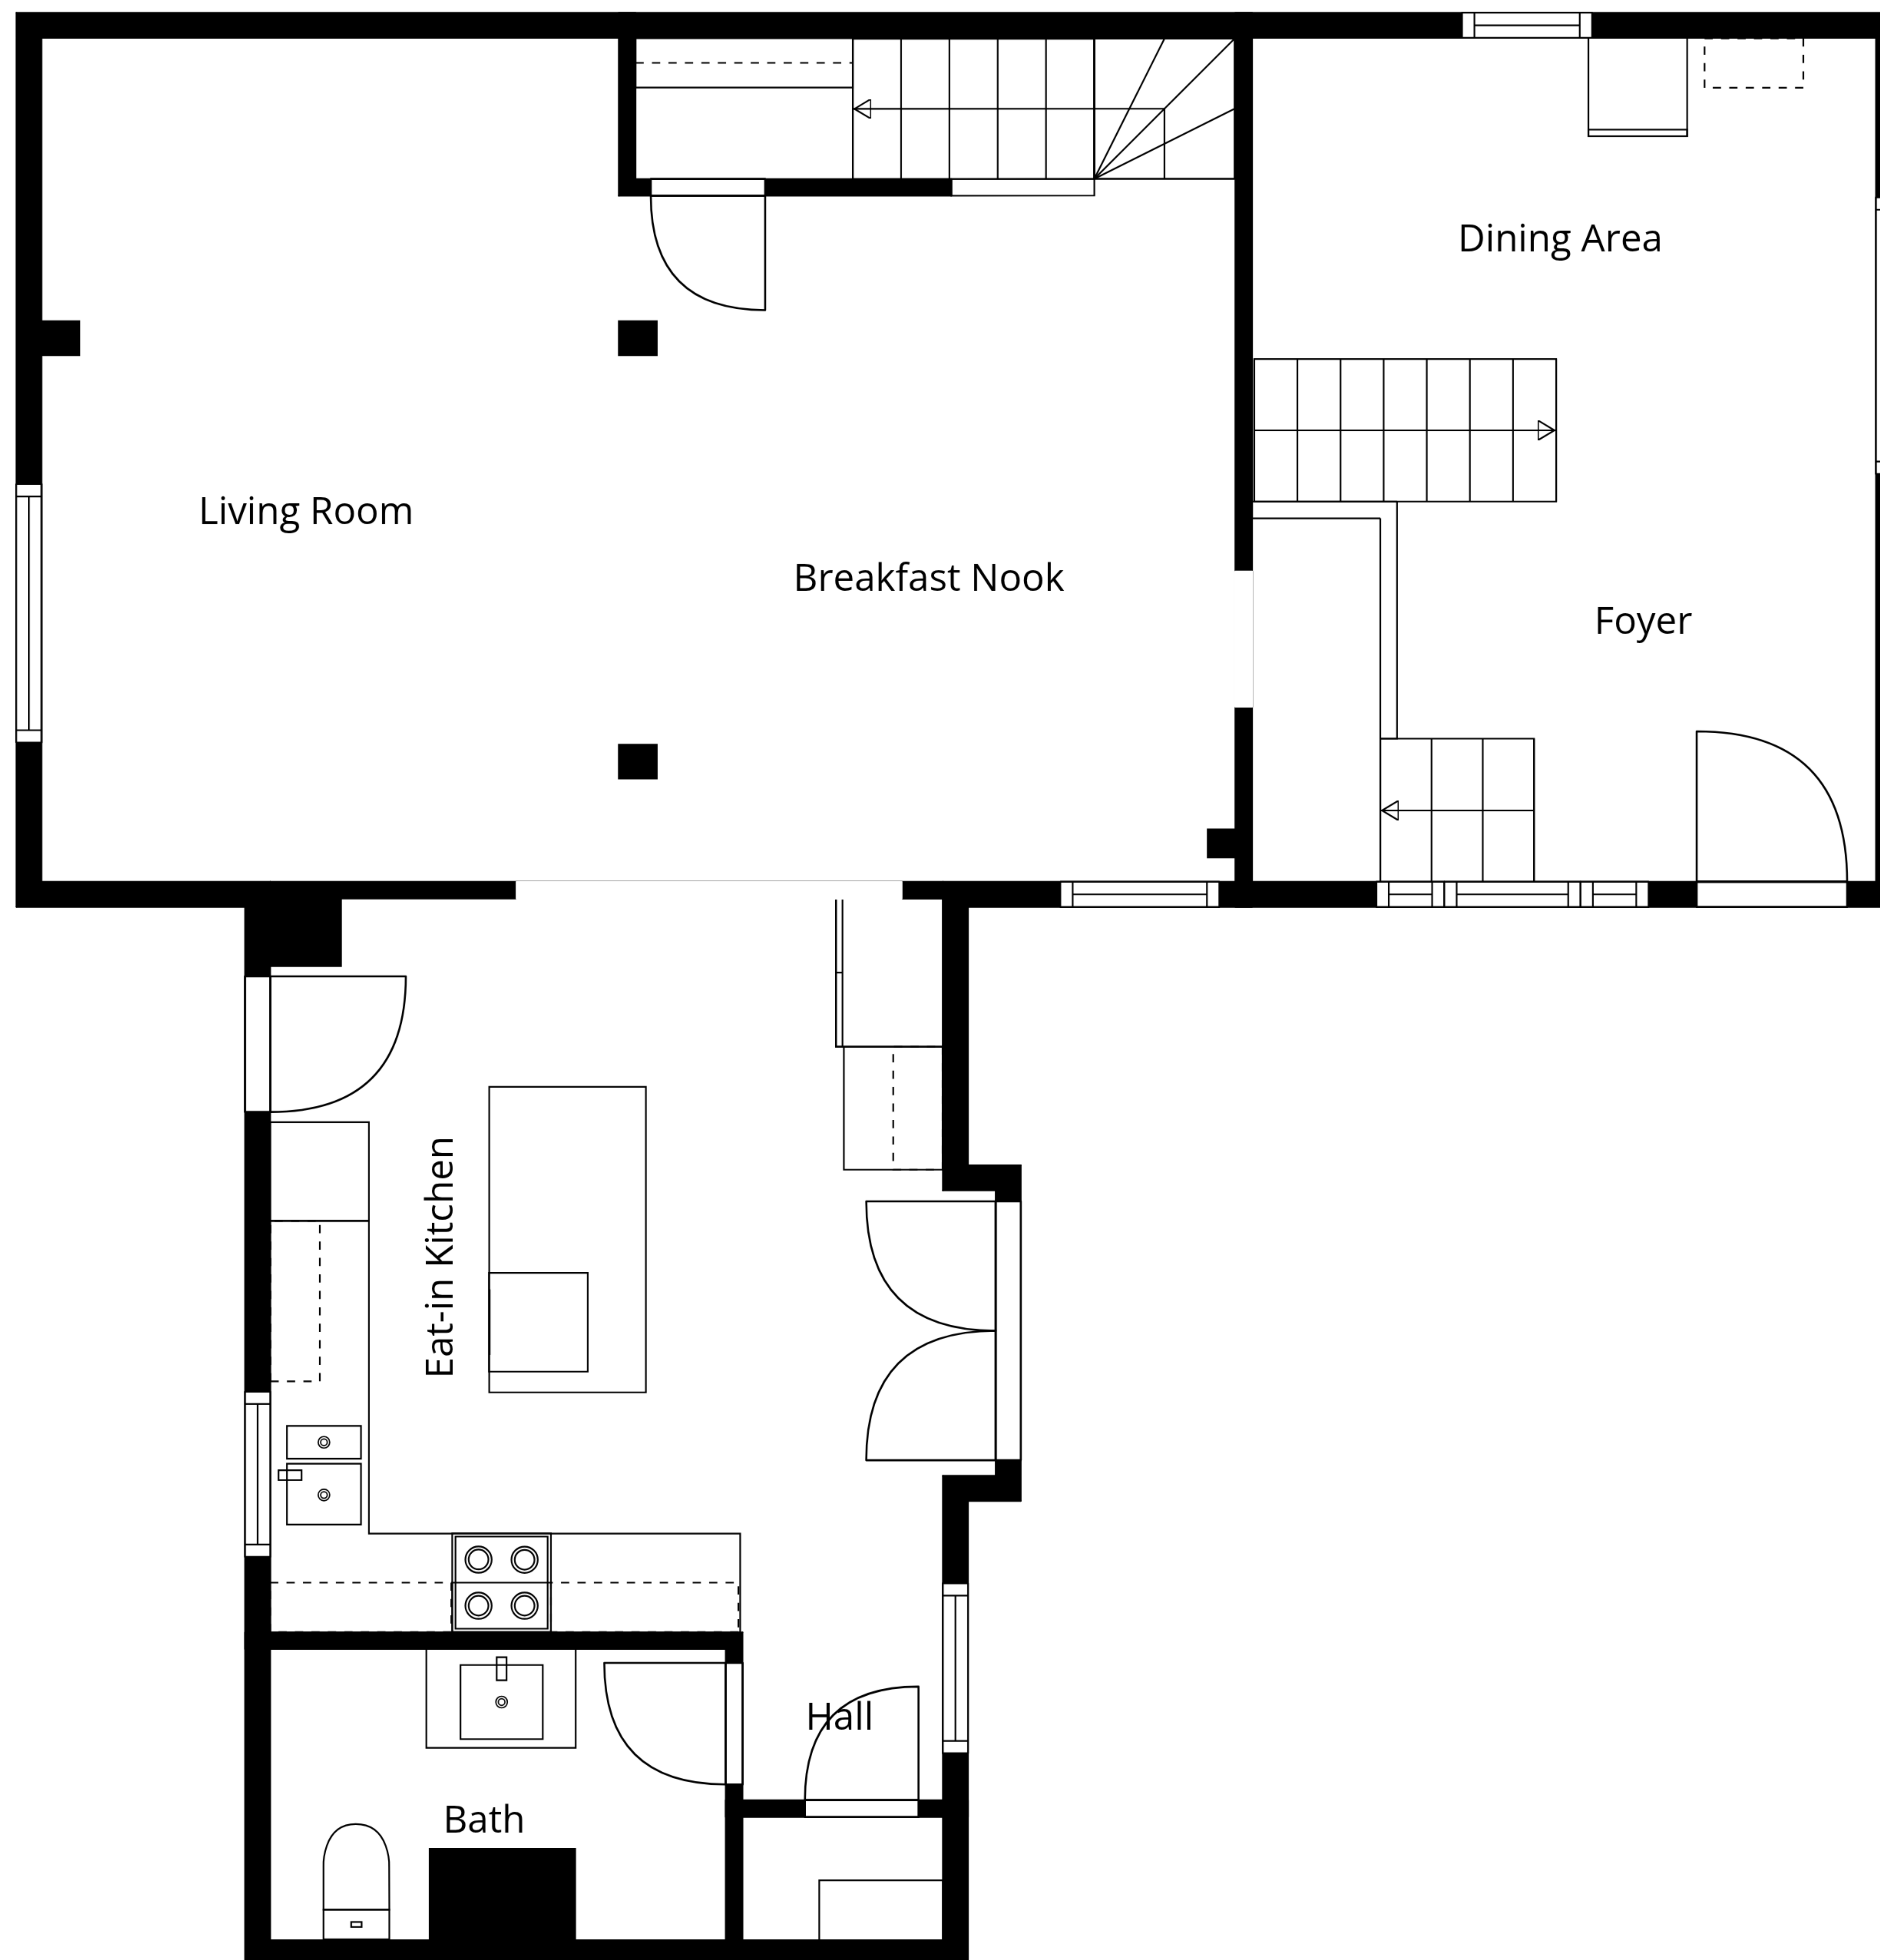 Dining Area
Living Room
Breakfast Nook
Foyer
Eat-in Kitchen
Hall
Bath